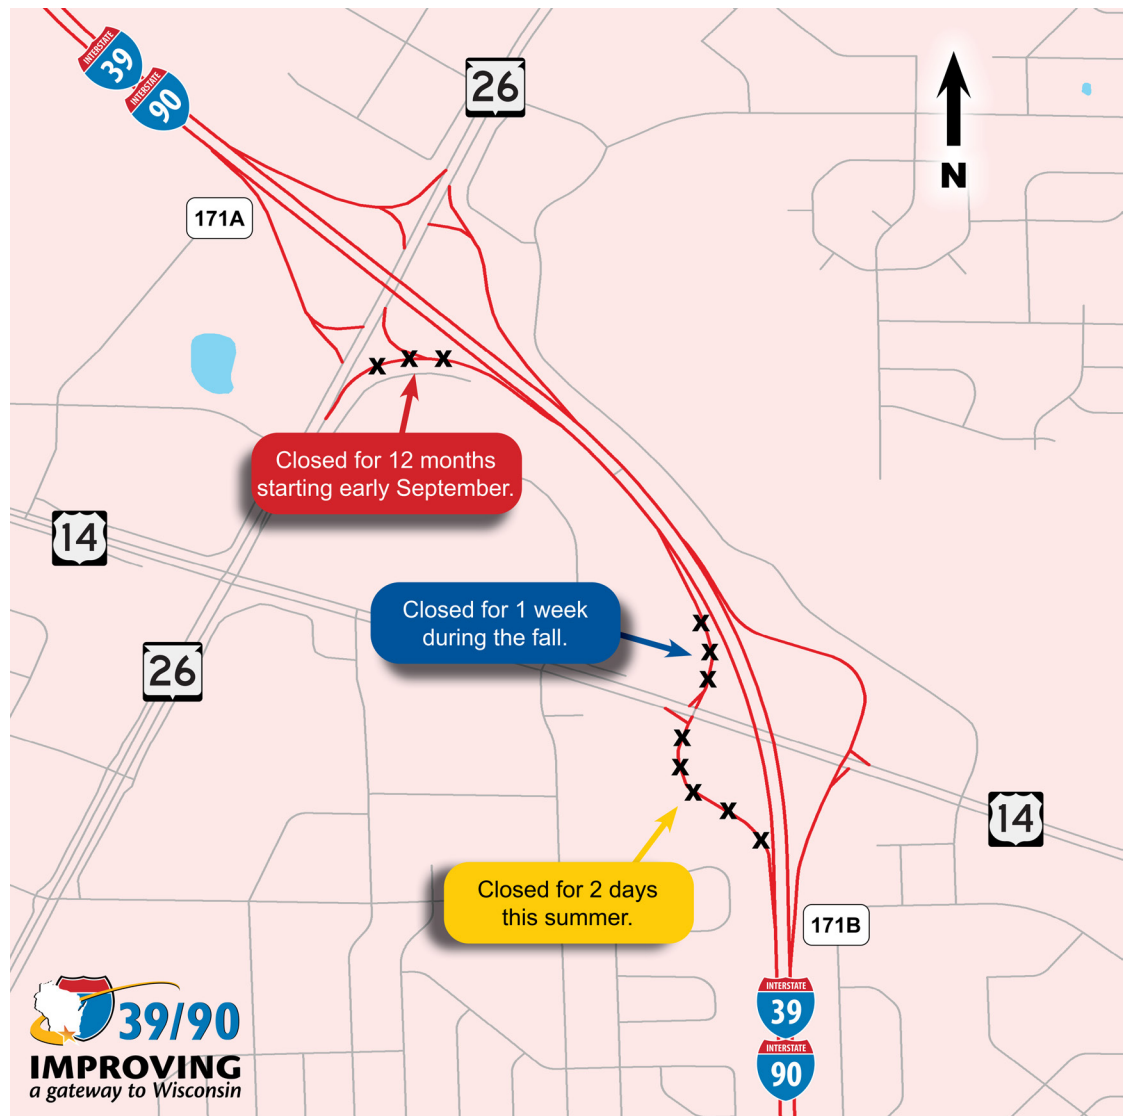 INTERSTATE
39
INTERSTATE
90
26
N
171A
Closed for 12 months
starting early September.
14
Closed for 1 week
during the fall.
26
14
Closed for 2 days
this summer.
171B
INTERSTATE
39
INTERSTATE
90
39/90
IMPROVING
a gateway to Wisconsin
X
X
X
X
X
X
X
X
X
X
X